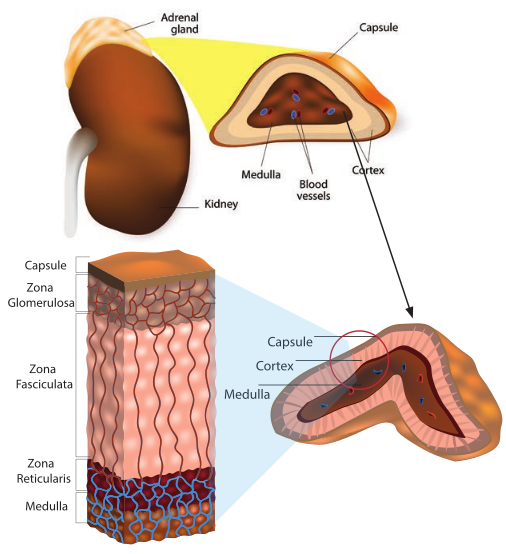 Adrenal
gland
Capsule
Medulla
Blood
vessels
Cortex
Kidney
Capsule
Zona
Glomerulosa
Zona
Fasciculata
Zona
Reticularis
Medulla
Capsule
Cortex
Medulla